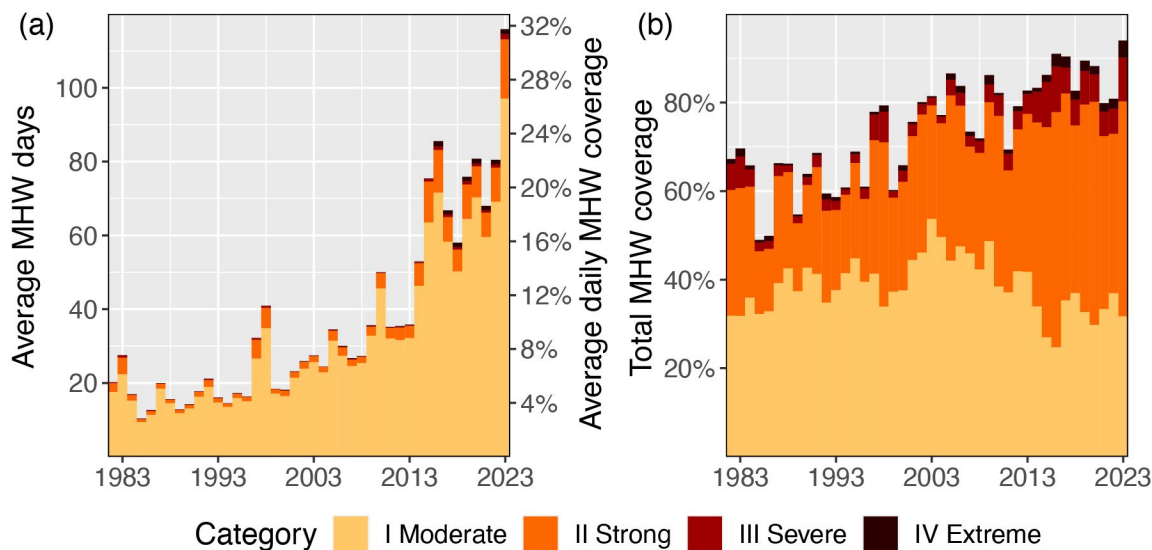 (a)
Average MHW days
100
80
60
40
20
32%
28%
24%
20%
16%
12%
8%
4%
Average daily MHW coverage
1983 1993 2003 2013 2023
(b)
Total MHW coverage
80%
60%
40%
20%
1983 1993 2003 2013 2023
Category I Moderate II Strong III Severe IV Extreme